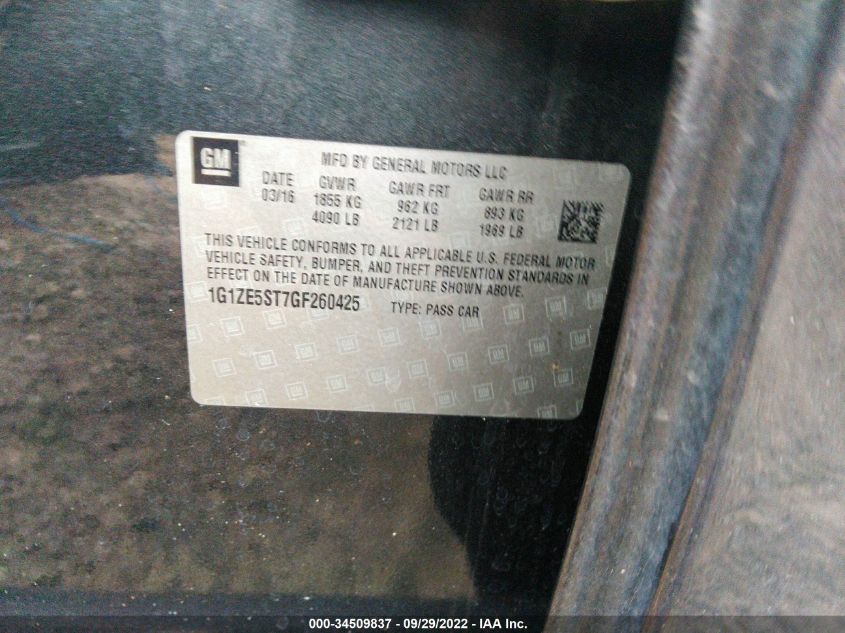 GM
MFD BY GENERAL MOTORS LLC
DATE GVWR GAWR FRT GAWR RR
03/16 1855 KG 962 KG 893 KG
4090 LB 2121 LB 1969 LB
THIS VEHICLE CONFORMS TO ALL APPLICABLE U.S. FEDERAL MOTOR
VEHICLE SAFETY, BUMPER, AND THEFT PREVENTION STANDARDS IN
EFFECT ON THE DATE OF MANUFACTURE SHOWN ABOVE.
1G1ZE5ST7GF260425 TYPE: PASS CAR
000-34509837 - 09/29/2022 - IAA Inc.